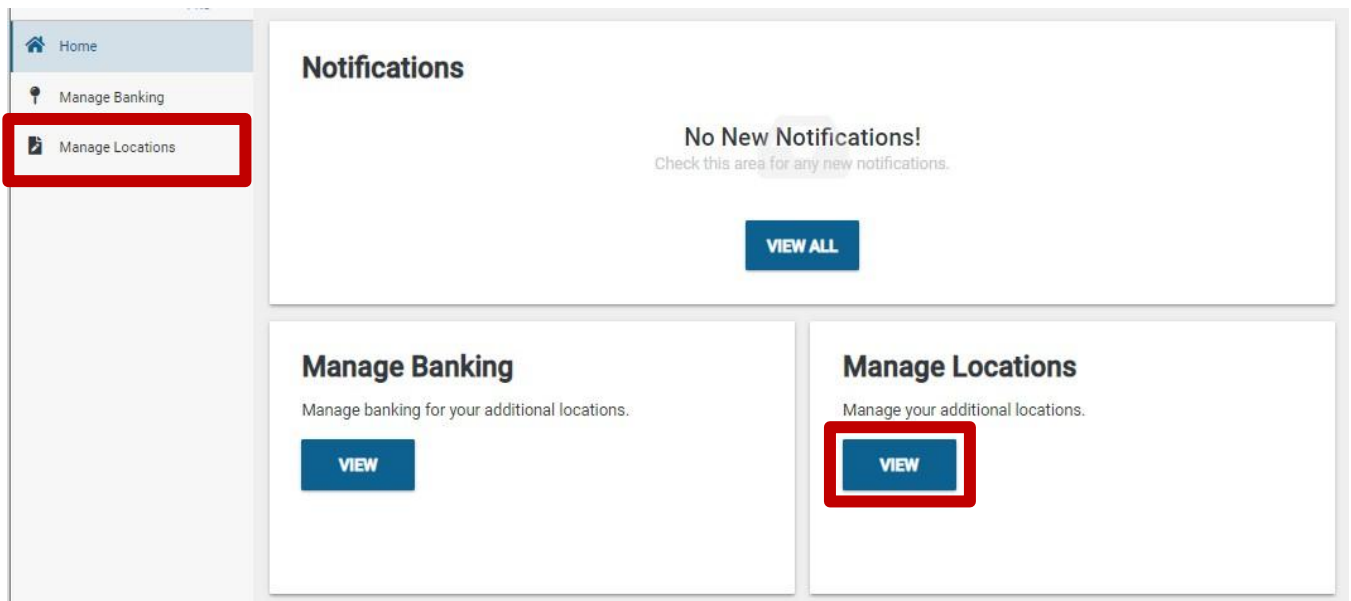 Home
Manage Banking
Manage Locations
Notifications
No New Notifications!
Check this area for any new notifications.
VIEW ALL
Manage Banking
Manage banking for your additional locations.
VIEW
Manage Locations
Manage your additional locations.
VIEW